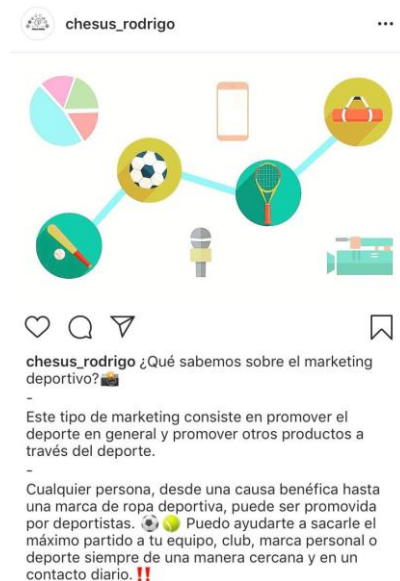 chesus_rodrigo
chesus_rodrigo ¿Qué sabemos sobre el marketing
deportivo?📸
-
Este tipo de marketing consiste en promover el
deporte en general y promover otros productos a
través del deporte.
-
Cualquier persona, desde una causa benéfica hasta
una marca de ropa deportiva, puede ser promovida
por deportistas. ⚽🎾 Puedo ayudarte a sacarle el
máximo partido a tu equipo, club, marca personal o
deporte siempre de una manera cercana y en un
contacto diario.‼️